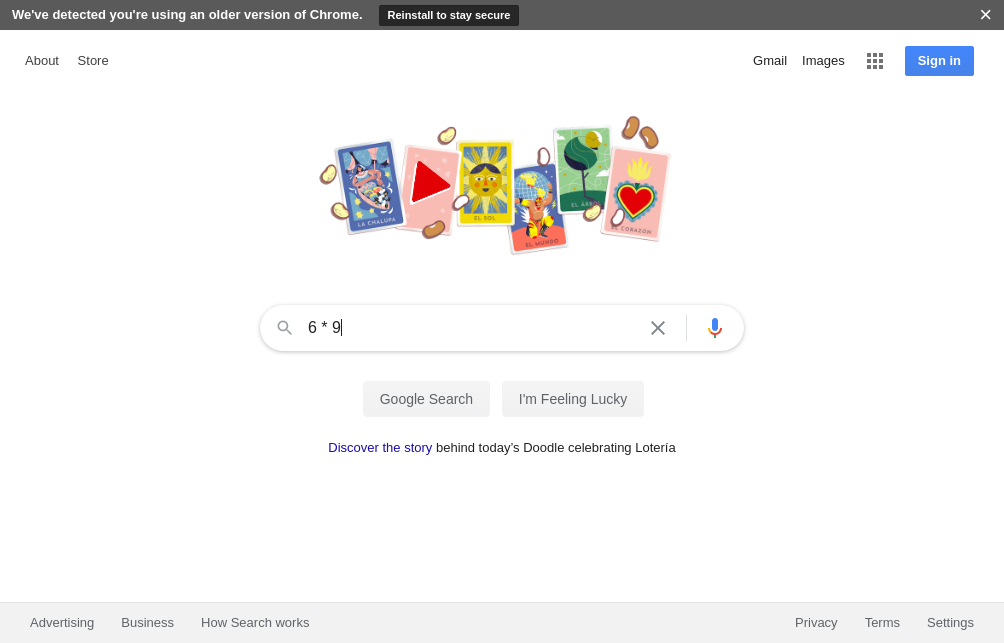 We've detected you're using an older version of Chrome. Reinstall to stay secure
About Store Gmail Images Sign in
LA CHALUPA
EL SOL
EL MUNDO
EL ÁRBOL
EL CORAZÓN
6 * 9
Google Search I'm Feeling Lucky
Discover the story behind today's Doodle celebrating Lotería
Advertising Business How Search works Privacy Terms Settings